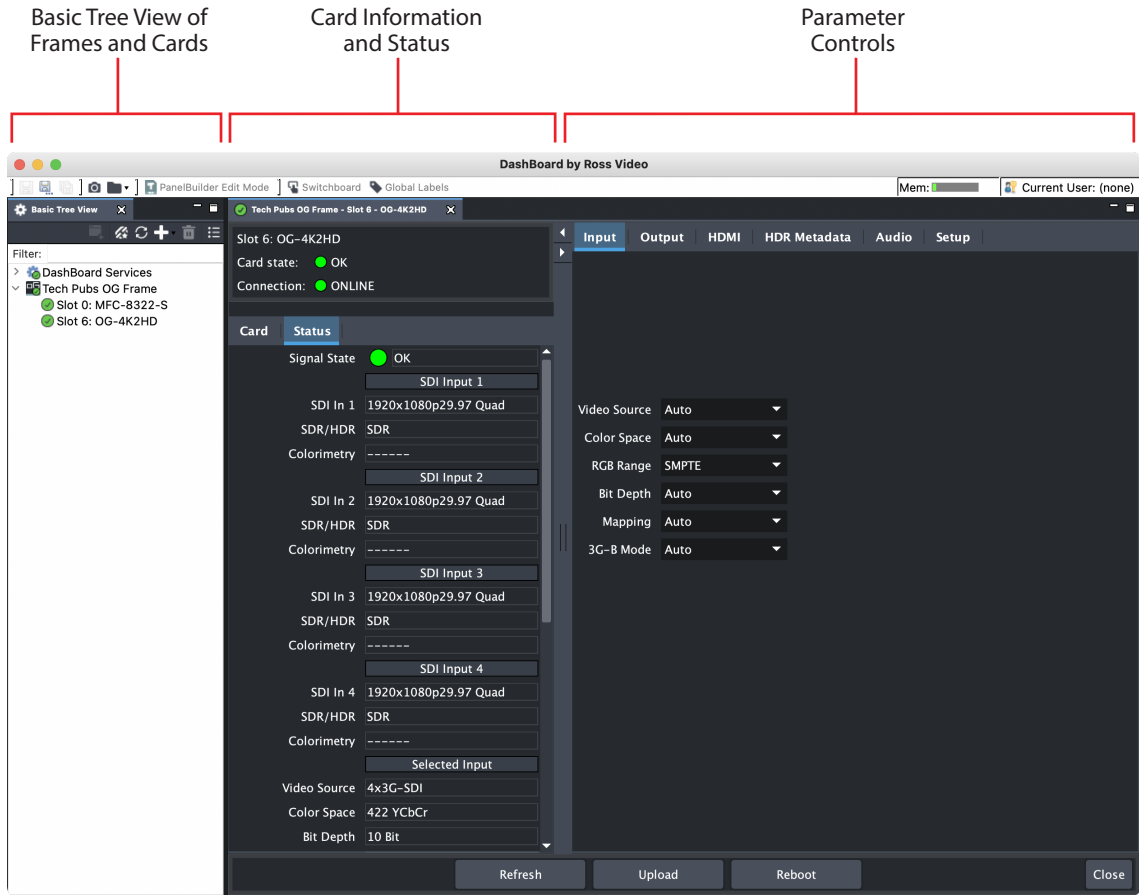 Basic Tree View of
Frames and Cards
Card Information
and Status
Parameter
Controls
DashBoard by Ross Video
PanelBuilder Edit Mode
Switchboard
Global Labels
Mem:
Current User: (none)
Basic Tree View
Filter:
DashBoard Services
Tech Pubs OG Frame
Slot 0: MFC-8322-S
Slot 6: OG-4K2HD
Tech Pubs OG Frame - Slot 6 - OG-4K2HD
Slot 6: OG-4K2HD
Card state: OK
Connection: ONLINE
Card Status
Signal State OK
SDI Input 1
SDI In 1 1920x1080p29.97 Quad
SDR/HDR SDR
Colorimetry ------
SDI Input 2
SDI In 2 1920x1080p29.97 Quad
SDR/HDR SDR
Colorimetry ------
SDI Input 3
SDI In 3 1920x1080p29.97 Quad
SDR/HDR SDR
Colorimetry ------
SDI Input 4
SDI In 4 1920x1080p29.97 Quad
SDR/HDR SDR
Colorimetry ------
Selected Input
Video Source 4x3G-SDI
Color Space 422 YCbCr
Bit Depth 10 Bit
Input Output HDMI HDR Metadata Audio Setup
Video Source Auto
Color Space Auto
RGB Range SMPTE
Bit Depth Auto
Mapping Auto
3G-B Mode Auto
Refresh Upload Reboot Close